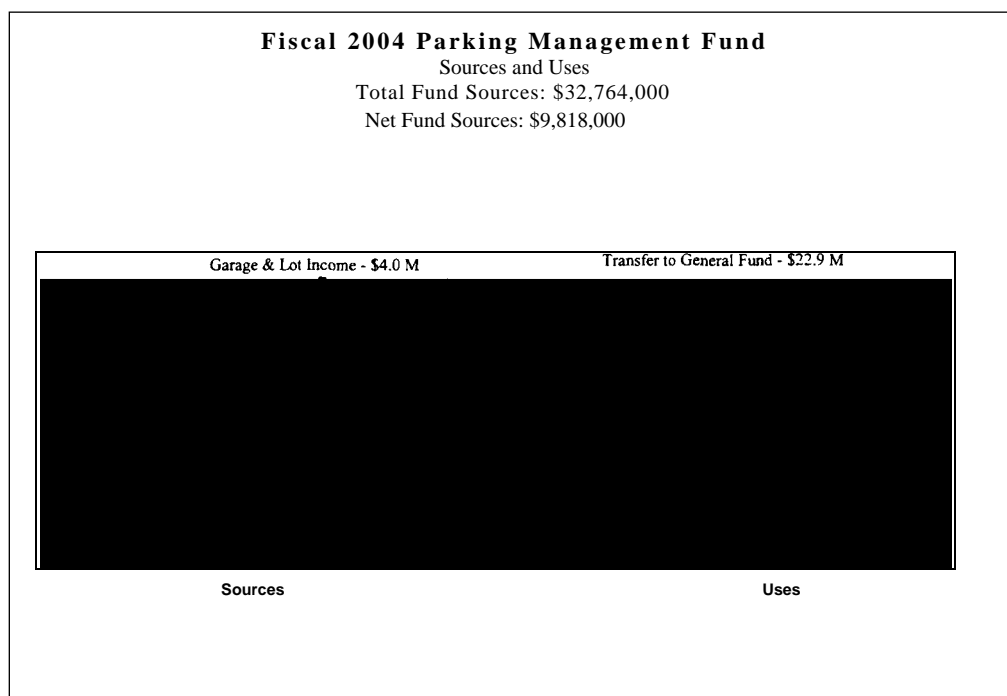 Fiscal 2004 Parking Management Fund
Sources and Uses
Total Fund Sources: $32,764,000
Net Fund Sources: $9,818,000
Garage & Lot Income - $4.0 M
Transfer to General Fund - $22.9 M
Sources
Uses